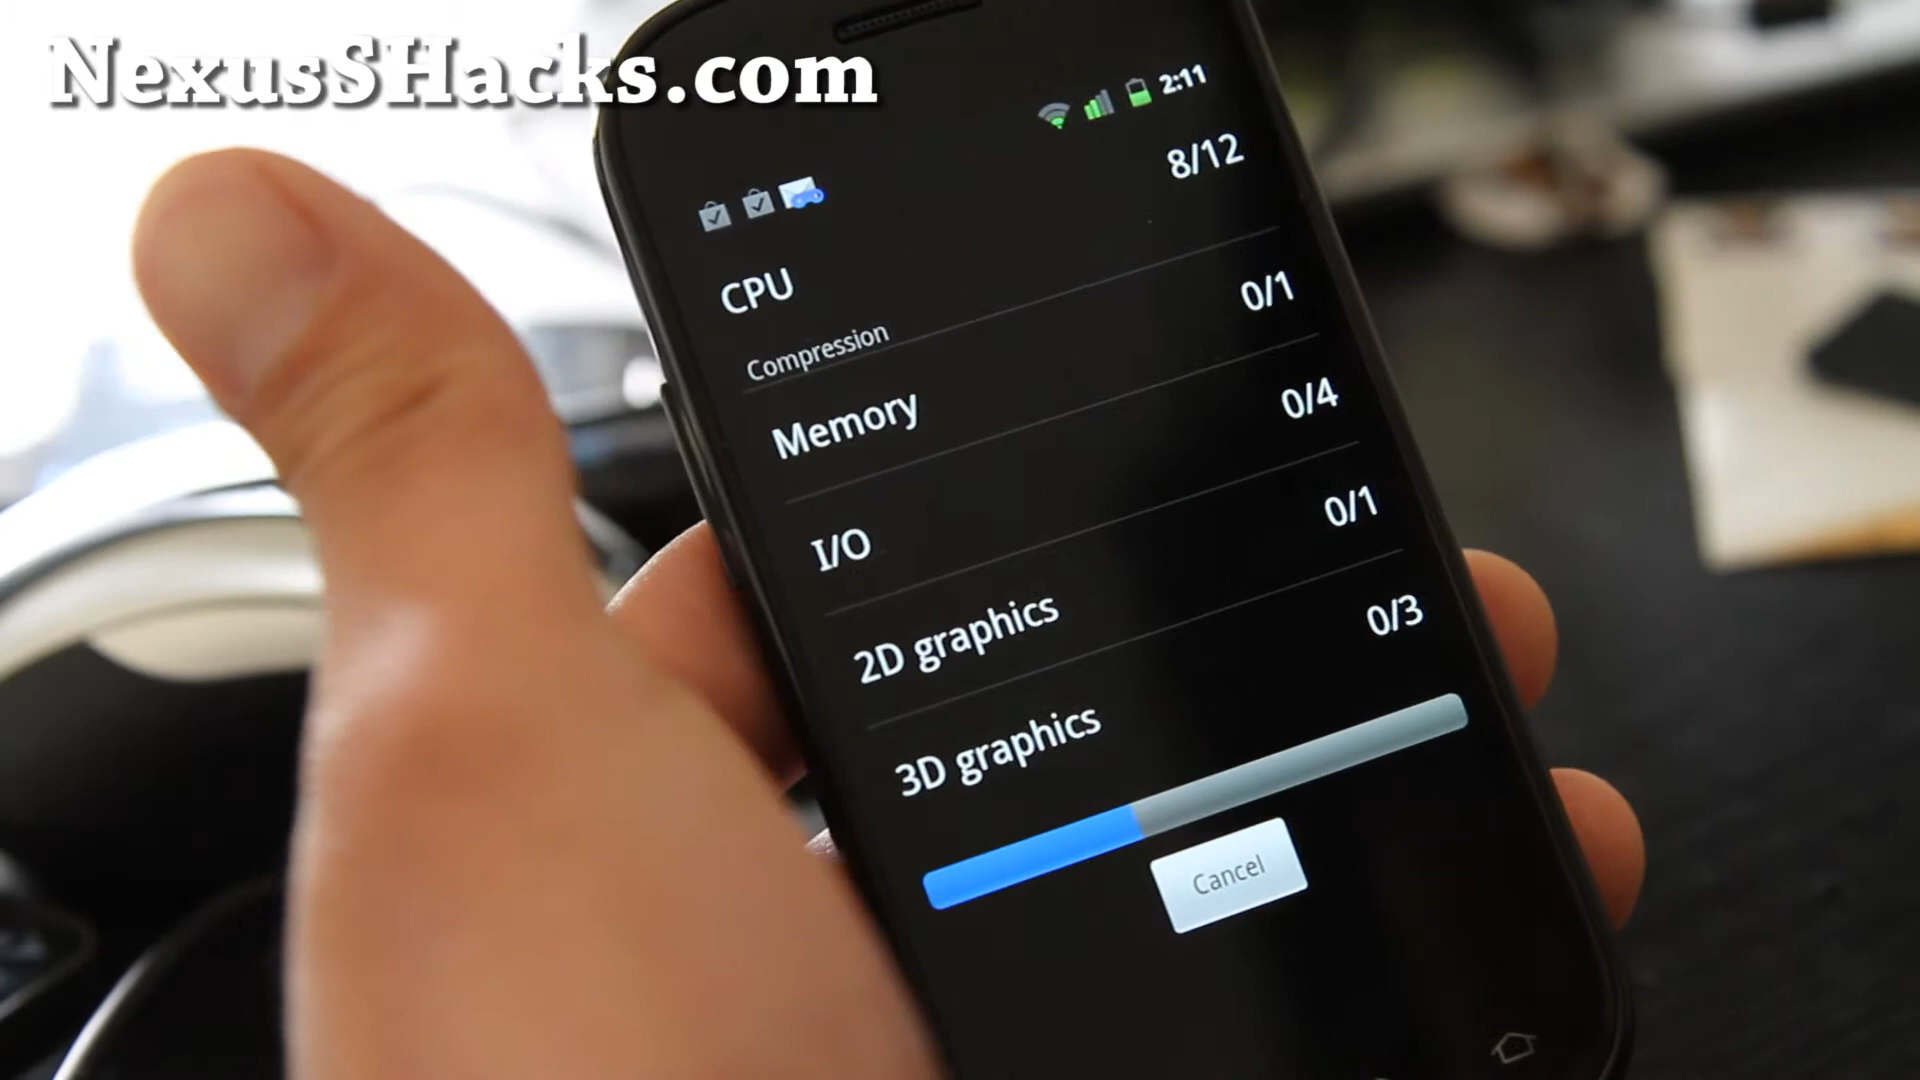 NexusSHacks.com
2:11
CPU 8/12
Compression
Memory 0/1
I/O 0/4
2D graphics 0/1
3D graphics 0/3
Cancel